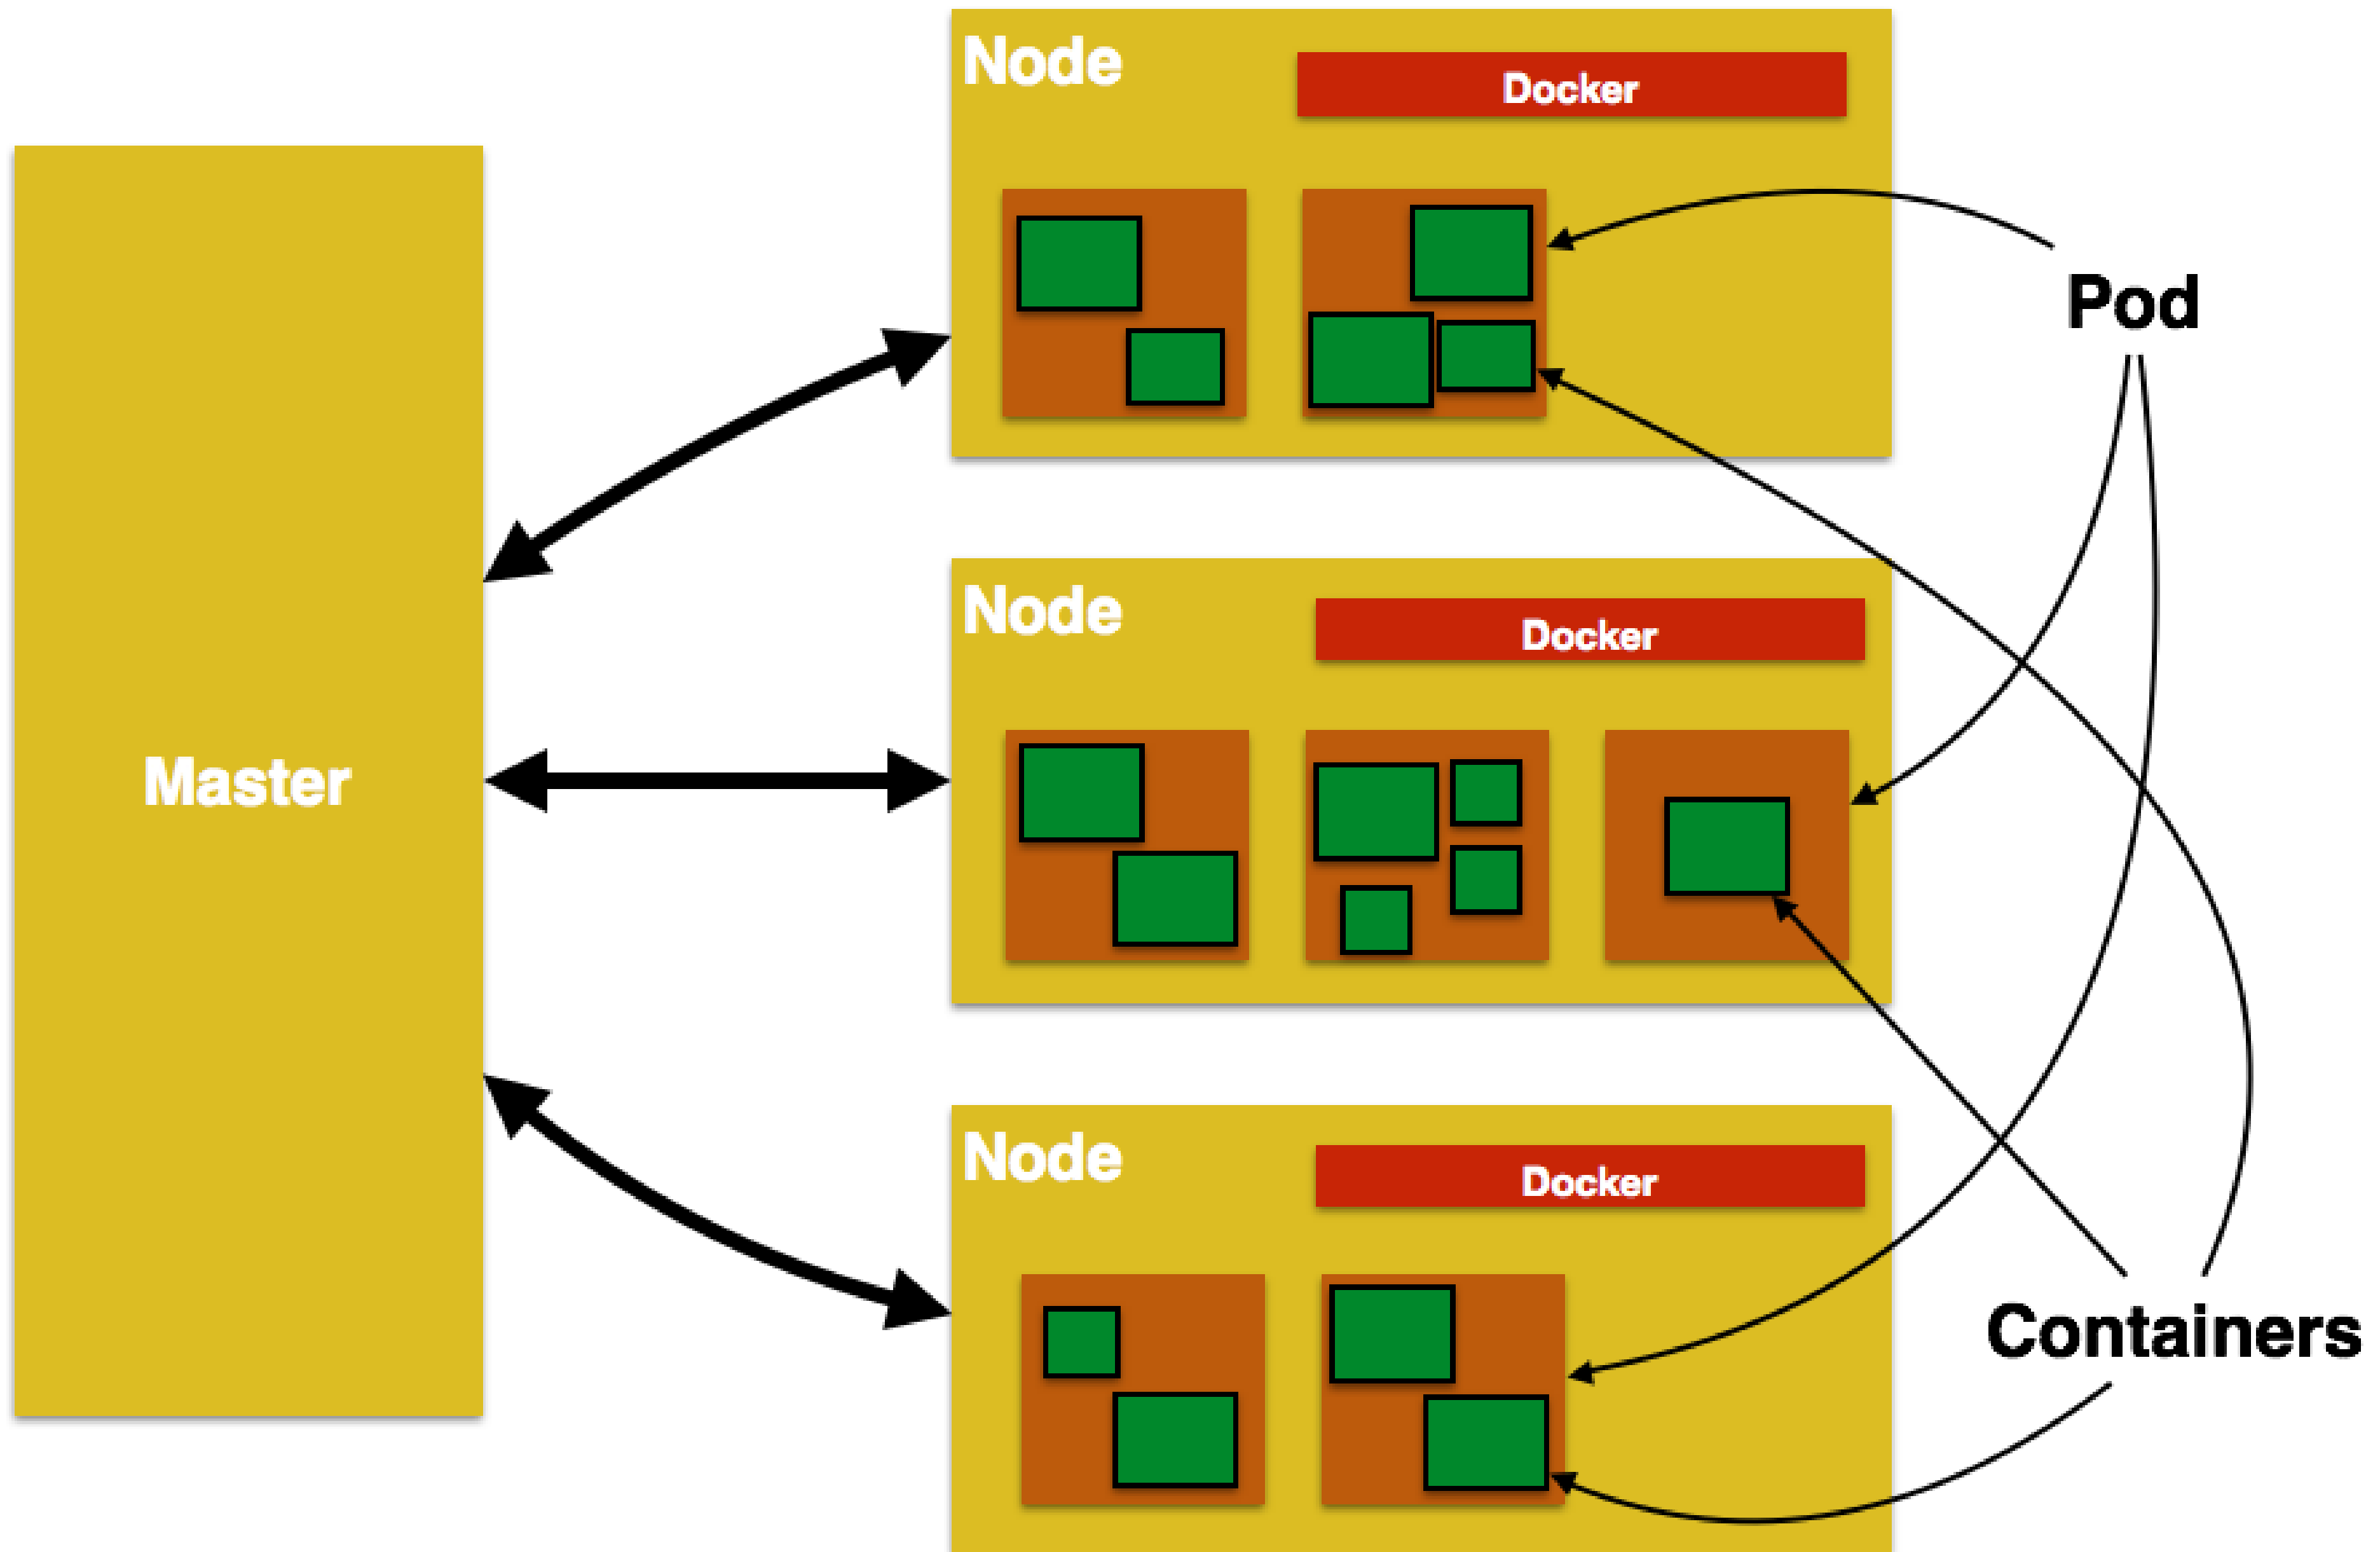 Node
Docker
Pod
Node
Docker
Master
Node
Docker
Containers